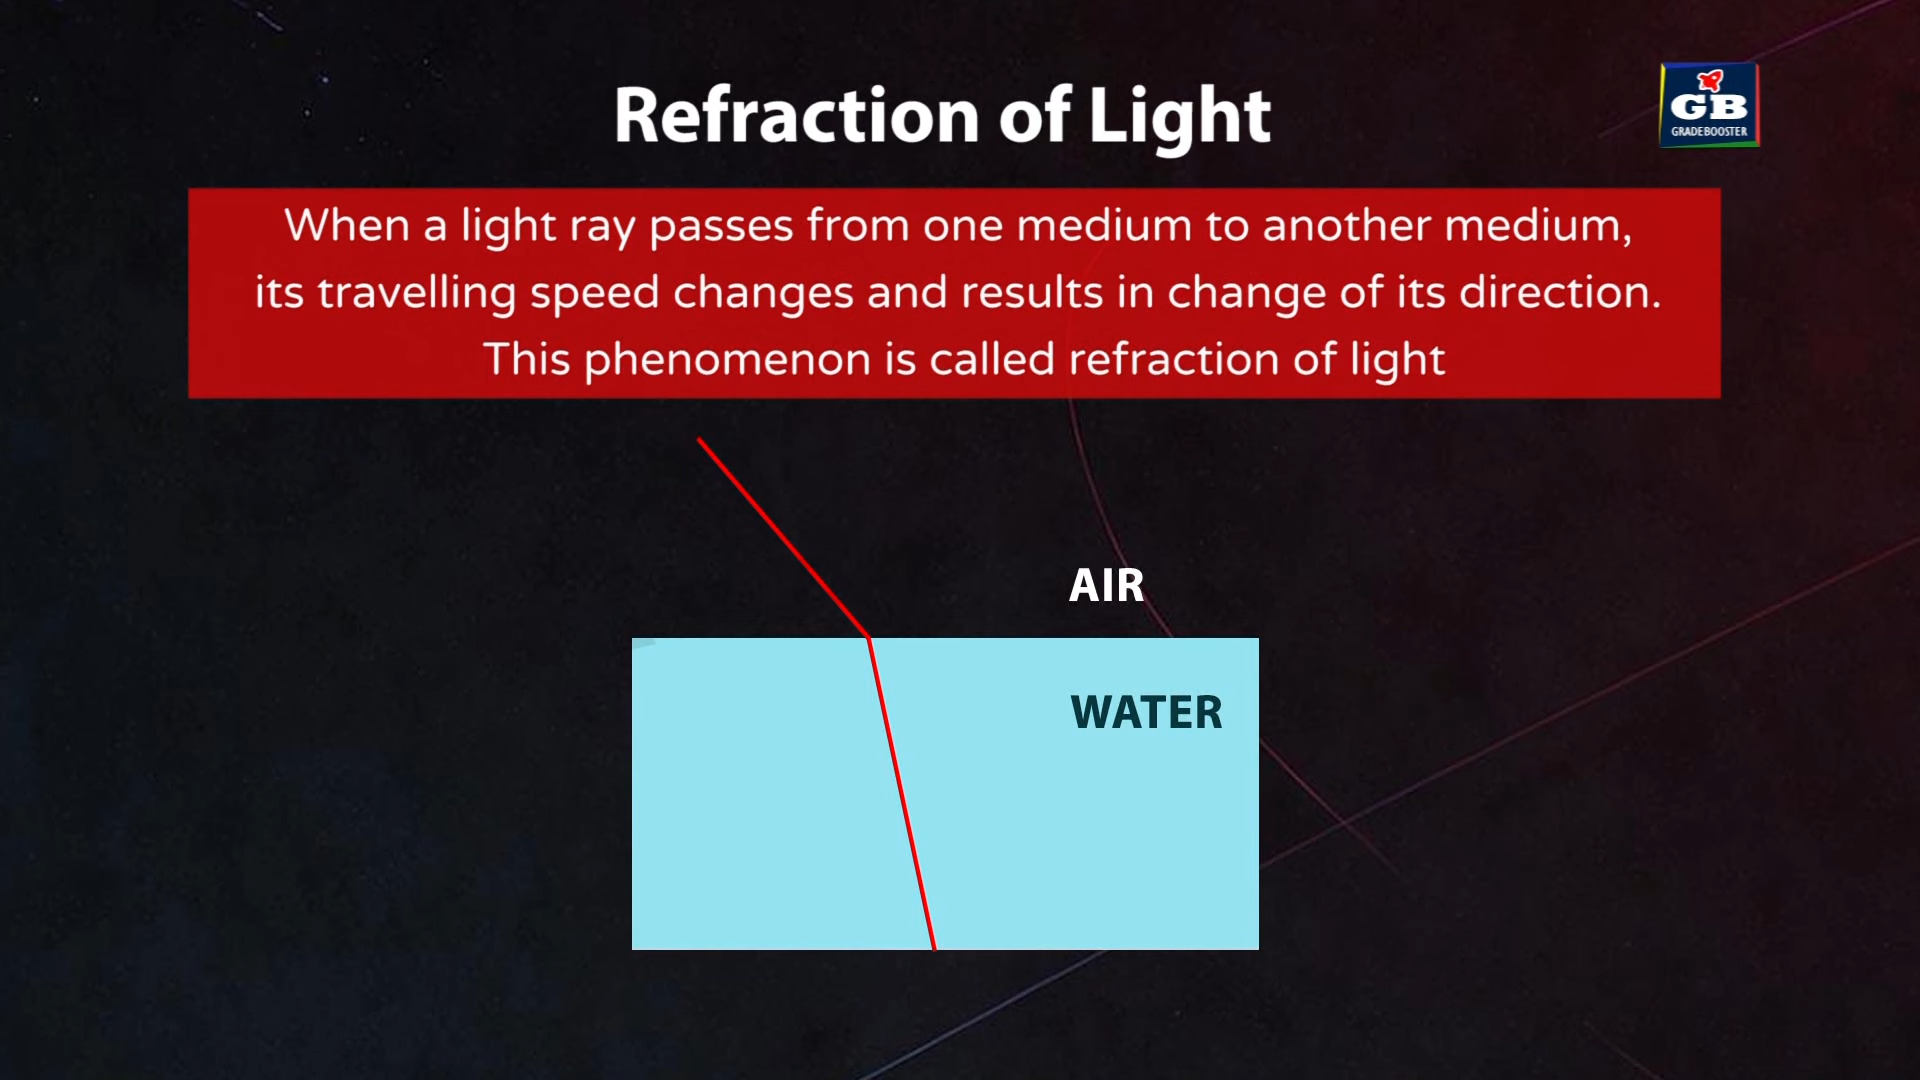 Refraction of Light
GB
GRADEBOOSTER
When a light ray passes from one medium to another medium,
its travelling speed changes and results in change of its direction.
This phenomenon is called refraction of light
AIR
WATER